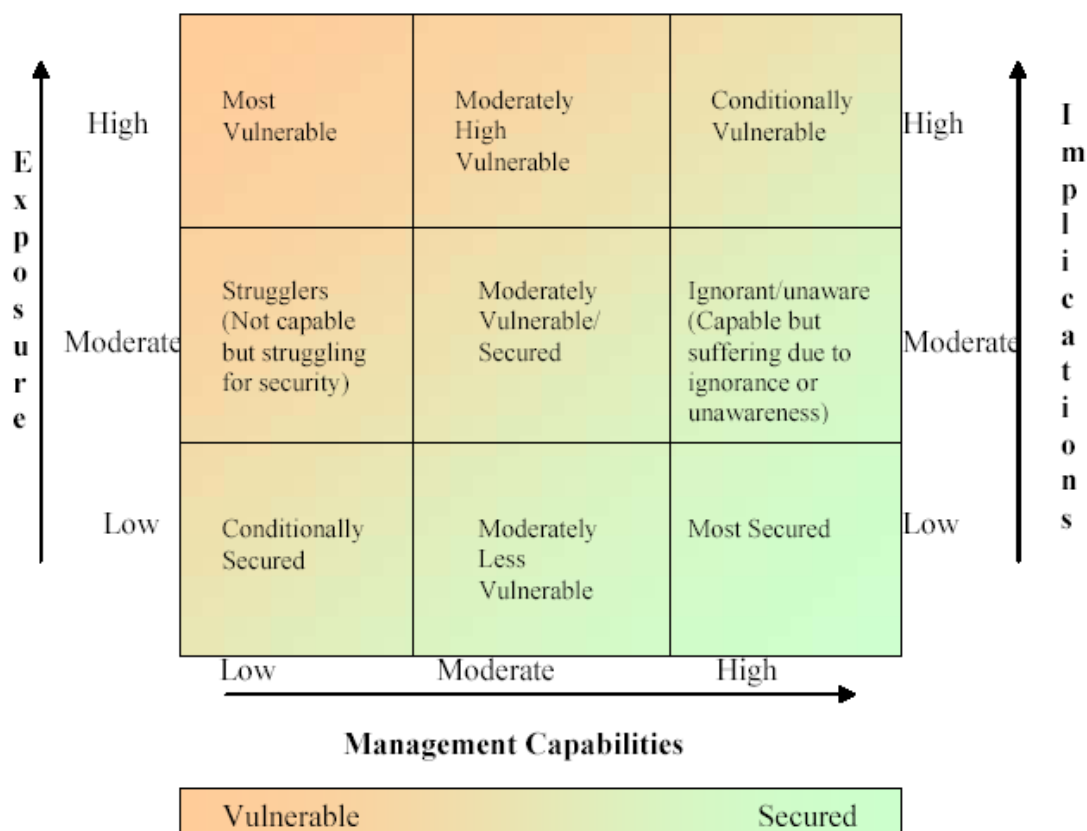 Most
Vulnerable
Moderately
High
Vulnerable
Conditionally
Vulnerable
High
High
Exposure
Implications
Strugglers
(Not capable
but struggling
for security)
Moderately
Vulnerable/
Secured
Ignorant/unaware
(Capable but
suffering due to
ignorance or
unawareness)
Moderate
Moderate
Low
Conditionally
Secured
Moderately
Less
Vulnerable
Most Secured
Low
Low
Moderate
High
Management Capabilities
Vulnerable
Secured